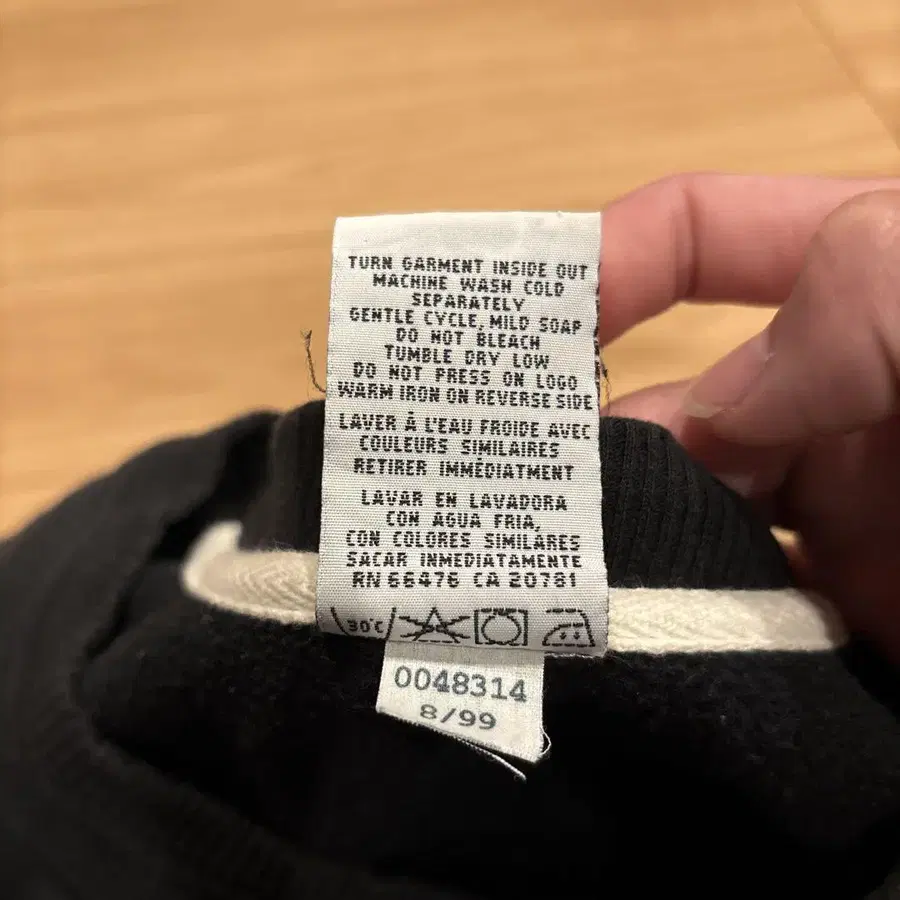 TURN GARMENT INSIDE OUT
MACHINE WASH COLD
SEPARATELY
GENTLE CYCLE, MILD SOAP
DO NOT BLEACH
TUMBLE DRY LOW
DO NOT PRESS ON LOGO
WARM IRON ON REVERSE SIDE
LAVER À L'EAU FROIDE AVEC
COULEURS SIMILAIRES
RETIRER IMMÉDIATMENT
LAVAR EN LAVADORA
CON AGUA FRIA,
CON COLORES SIMILARES
SACAR INMEDIATAMENTE
RN 66476 CA 20781
30°C
0048314
8/99